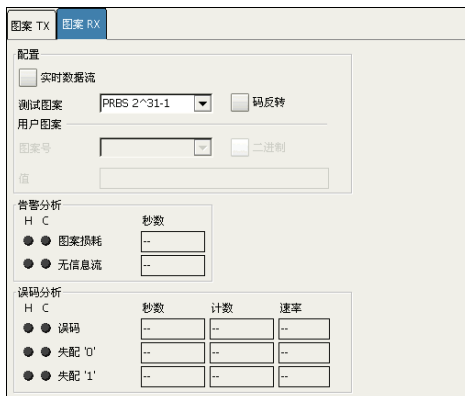 图案 TX 图案 RX
配置
实时数据流
测试图案 PRBS 2^31-1 码反转
用户图案
图案号 二进制
值
告警分析
H C 秒数
图案损耗 --
无信息流 --
误码分析
H C 秒数 计数 速率
误码 -- -- --
失配 '0' -- -- --
失配 '1' -- -- --